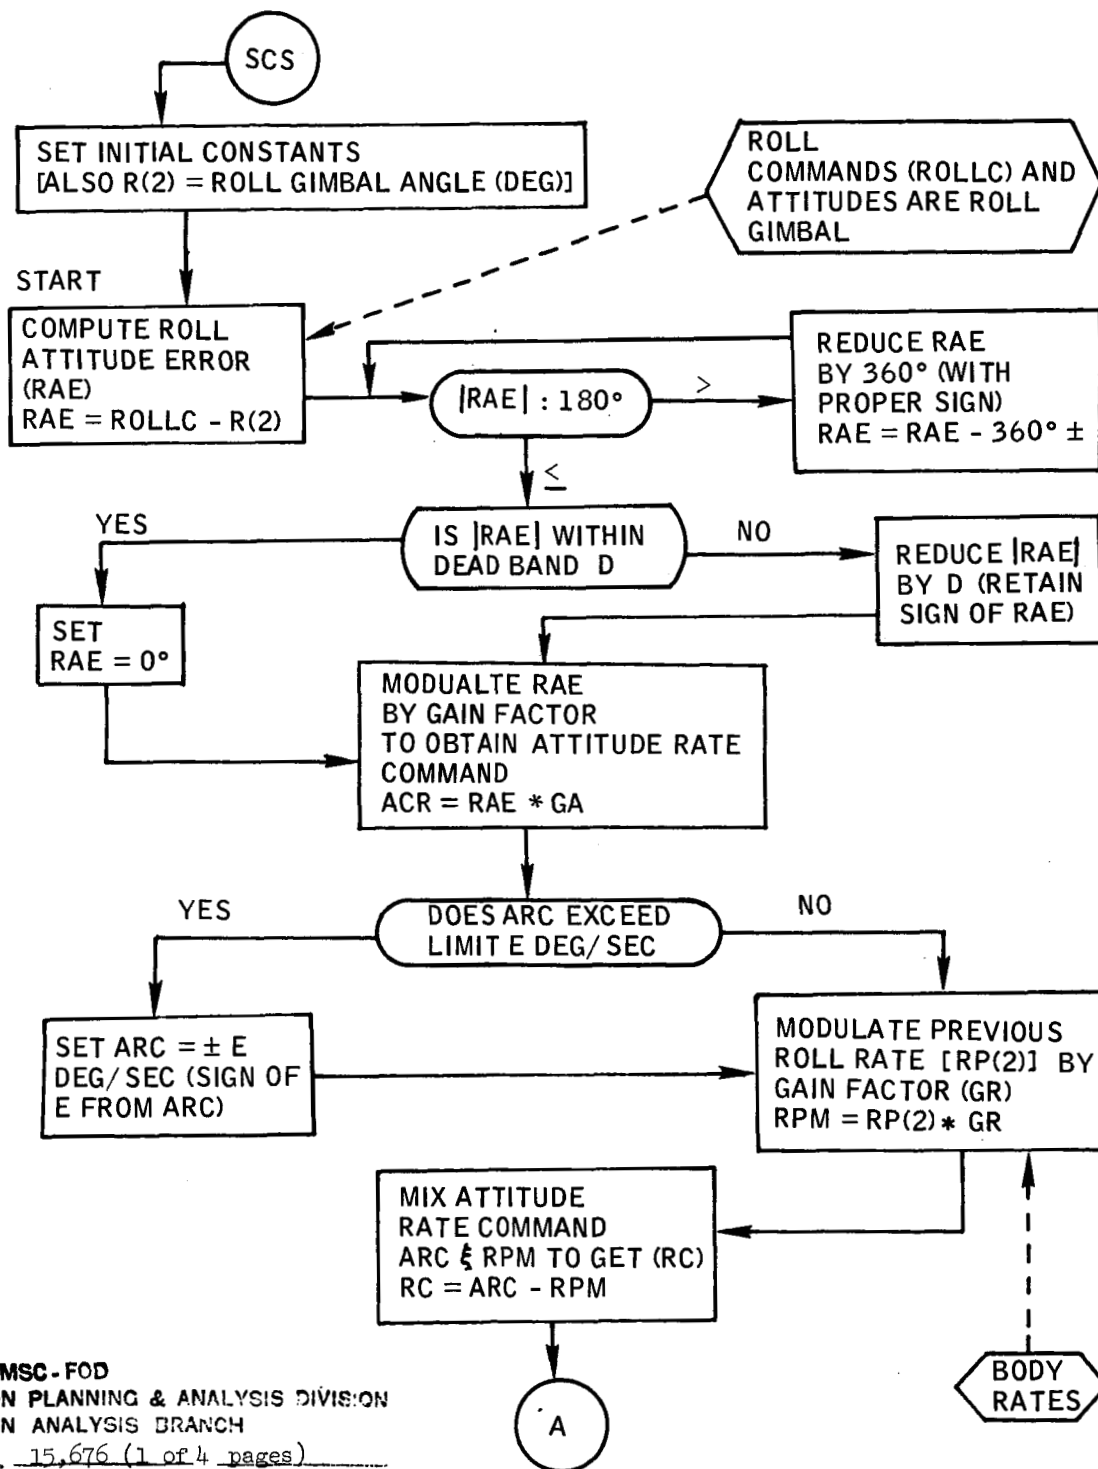 SCS
SET INITIAL CONSTANTS
[ALSO R(2) = ROLL GIMBAL ANGLE (DEG)]
ROLL
COMMANDS (ROLLC) AND
ATTITUDES ARE ROLL
GIMBAL
START
COMPUTE ROLL
ATTITUDE ERROR
(RAE)
RAE = ROLLC - R(2)
|RAE| : 180°
>
REDUCE RAE
BY 360° (WITH
PROPER SIGN)
RAE = RAE - 360° ±
≤
YES
IS |RAE| WITHIN
DEAD BAND D
NO
REDUCE |RAE|
BY D (RETAIN
SIGN OF RAE)
SET
RAE = 0°
MODUALTE RAE
BY GAIN FACTOR
TO OBTAIN ATTITUDE RATE
COMMAND
ACR = RAE * GA
YES
DOES ARC EXCEED
LIMIT E DEG/SEC
NO
SET ARC = ± E
DEG/SEC (SIGN OF
E FROM ARC)
MODULATE PREVIOUS
ROLL RATE [RP(2)] BY
GAIN FACTOR (GR)
RPM = RP(2) * GR
MIX ATTITUDE
RATE COMMAND
ARC ξ RPM TO GET (RC)
RC = ARC - RPM
BODY
RATES
A
MSC-FOD
N PLANNING & ANALYSIS DIVISION
N ANALYSIS BRANCH
15,676 (1 of 4 pages)